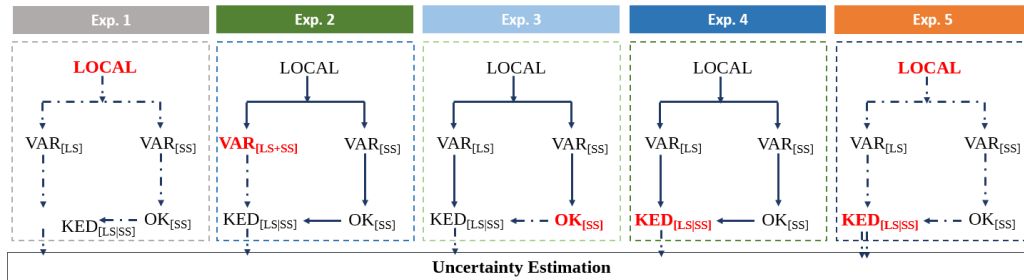 Exp. 1
Exp. 2
Exp. 3
Exp. 4
Exp. 5
LOCAL
VAR[LS]
VAR[SS]
KED[LS|SS]
OK[SS]
LOCAL
VAR[LS+SS]
VAR[SS]
KED[LS|SS]
OK[SS]
LOCAL
VAR[LS]
VAR[SS]
KED[LS|SS]
OK[SS]
LOCAL
VAR[LS]
VAR[SS]
KED[LS|SS]
OK[SS]
LOCAL
VAR[LS]
VAR[SS]
KED[LS|SS]
OK[SS]
Uncertainty Estimation